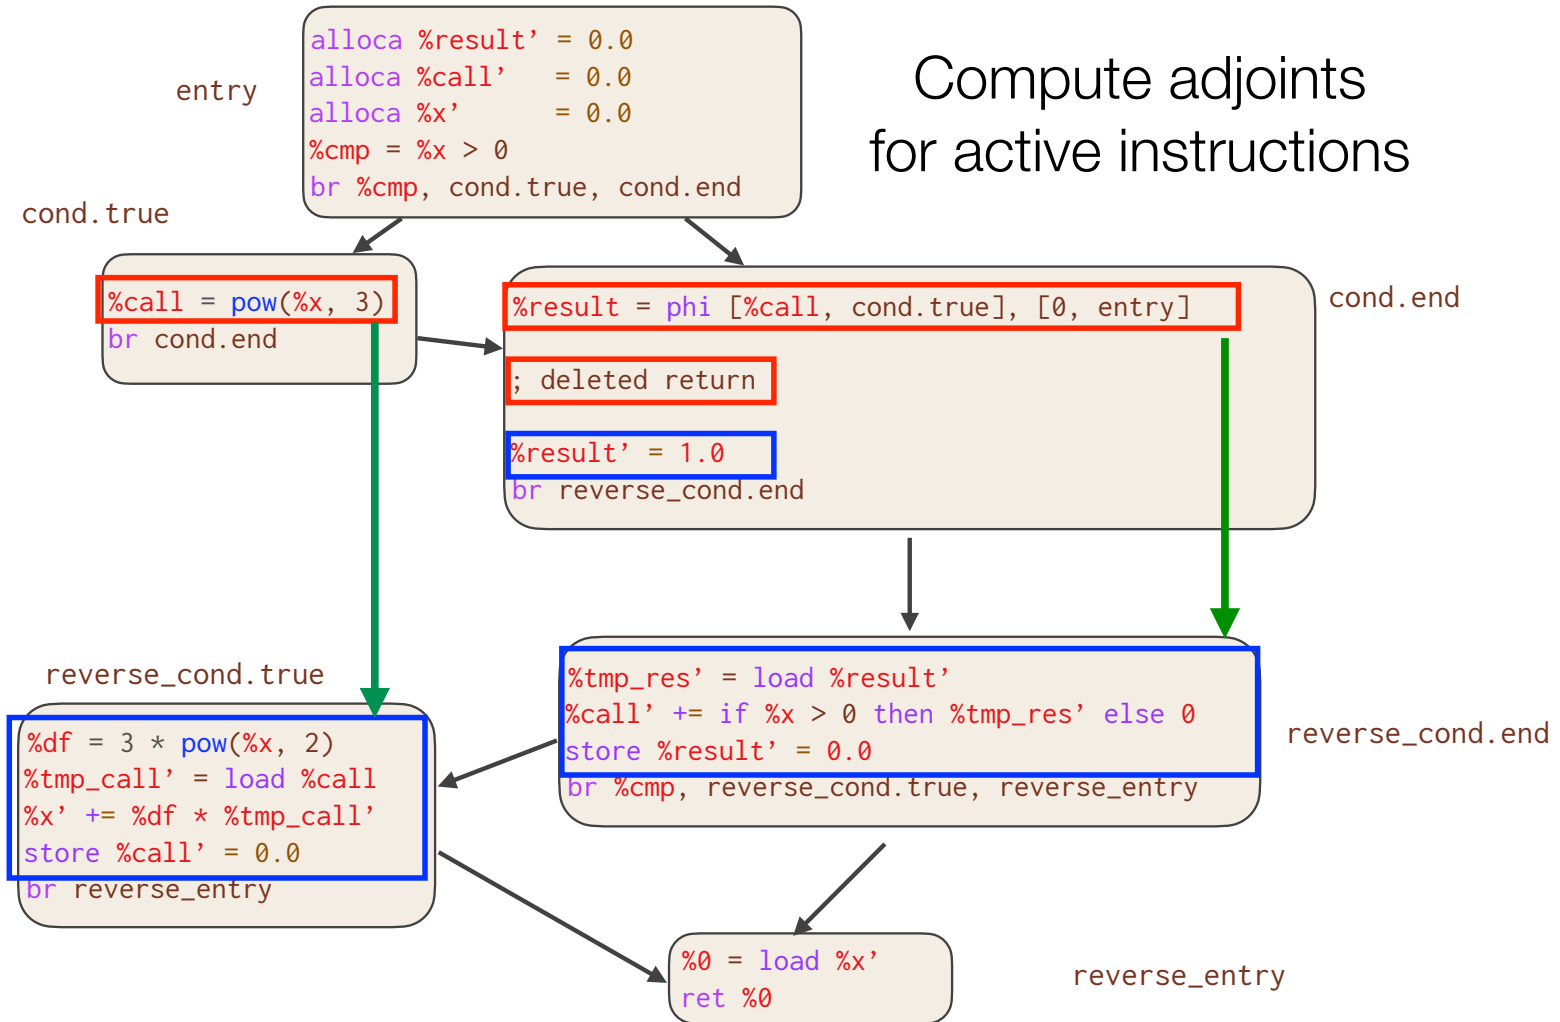 Compute adjoints
for active instructions
entry
alloca %result’ = 0.0
alloca %call’   = 0.0
alloca %x’      = 0.0
%cmp = %x > 0
br %cmp, cond.true, cond.end
cond.true
%call = pow(%x, 3)
br cond.end
cond.end
%result = phi [%call, cond.true], [0, entry]
; deleted return
%result’ = 1.0
br reverse_cond.end
reverse_cond.true
%df = 3 * pow(%x, 2)
%tmp_call’ = load %call
%x’ += %df * %tmp_call’
store %call’ = 0.0
br reverse_entry
%tmp_res’ = load %result’
%call’ += if %x > 0 then %tmp_res’ else 0
store %result’ = 0.0
br %cmp, reverse_cond.true, reverse_entry
reverse_cond.end
%0 = load %x’
ret %0
reverse_entry